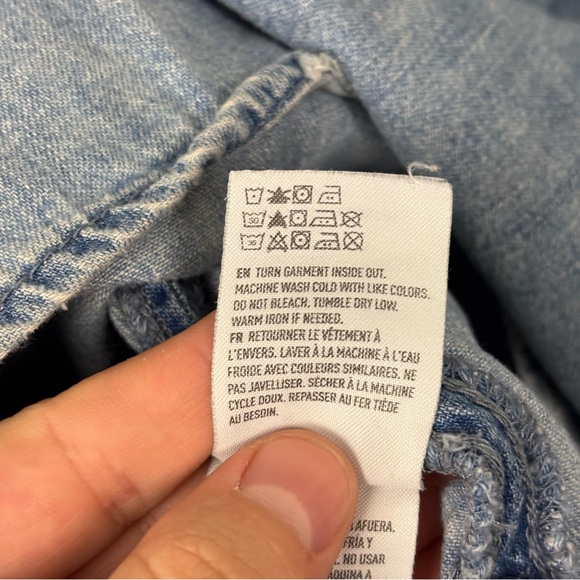 30
30
EN TURN GARMENT INSIDE OUT.
MACHINE WASH COLD WITH LIKE COLORS.
DO NOT BLEACH. TUMBLE DRY LOW.
WARM IRON IF NEEDED.
FR RETOURNER LE VÊTEMENT À
L'ENVERS. LAVER À LA MACHINE À L'EAU
FROIDE AVEC COULEURS SIMILAIRES. NE
PAS JAVELLISER. SÉCHER À LA MACHINE
CYCLE DOUX. REPASSER AU FER TIÈDE
AU BESOIN.
AFUERA.
FRÍA Y
NO USAR
A